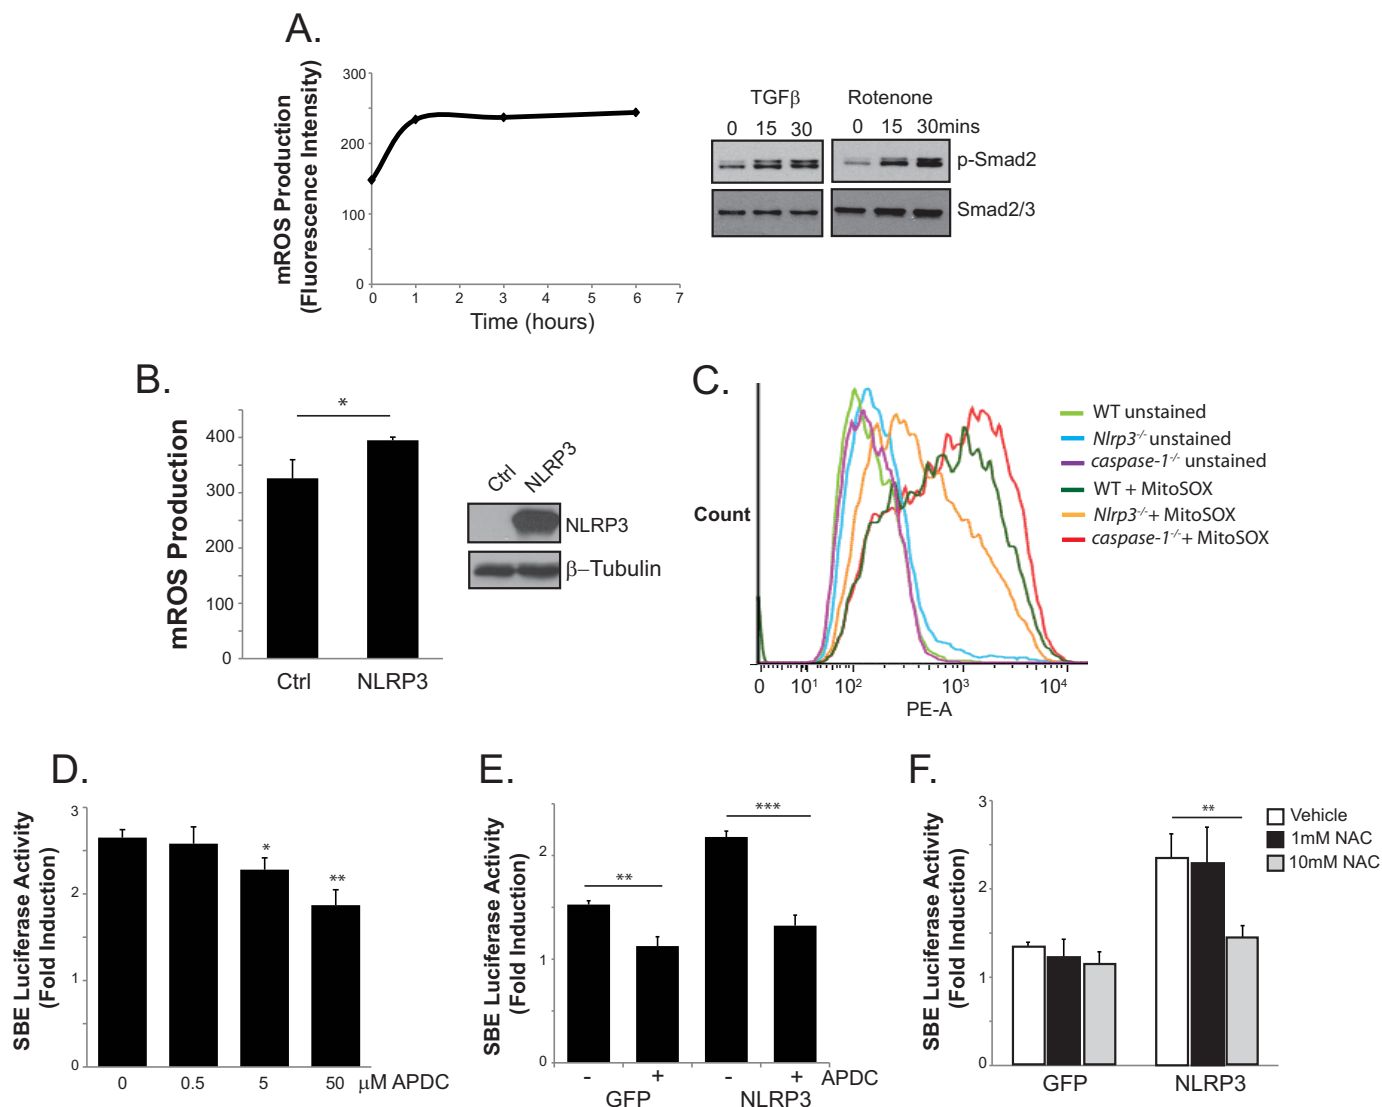 A.
mROS Production
(Fluorescence Intensity)
300
200
100
0
0 1 2 3 4 5 6 7
Time (hours)
TGFβ
Rotenone
0 15 30
0 15 30mins
p-Smad2
Smad2/3
B.
mROS Production
400
300
200
100
0
*
Ctrl NLRP3
Ctrl
NLRP3
NLRP3
β–Tubulin
C.
Count
0 10¹ 10² 10³ 10⁴
PE-A
WT unstained
Nlrp3⁻/⁻ unstained
caspase-1⁻/⁻ unstained
WT + MitoSOX
Nlrp3⁻/⁻+ MitoSOX
caspase-1⁻/⁻+ MitoSOX
D.
SBE Luciferase Activity
(Fold Induction)
3
2
1
0
*
**
0 0.5 5 50 μM APDC
E.
SBE Luciferase Activity
(Fold Induction)
2
1
0
**
***
- + - + APDC
GFP NLRP3
F.
SBE Luciferase Activity
(Fold Induction)
3
2
1
0
**
GFP NLRP3
Vehicle
1mM NAC
10mM NAC